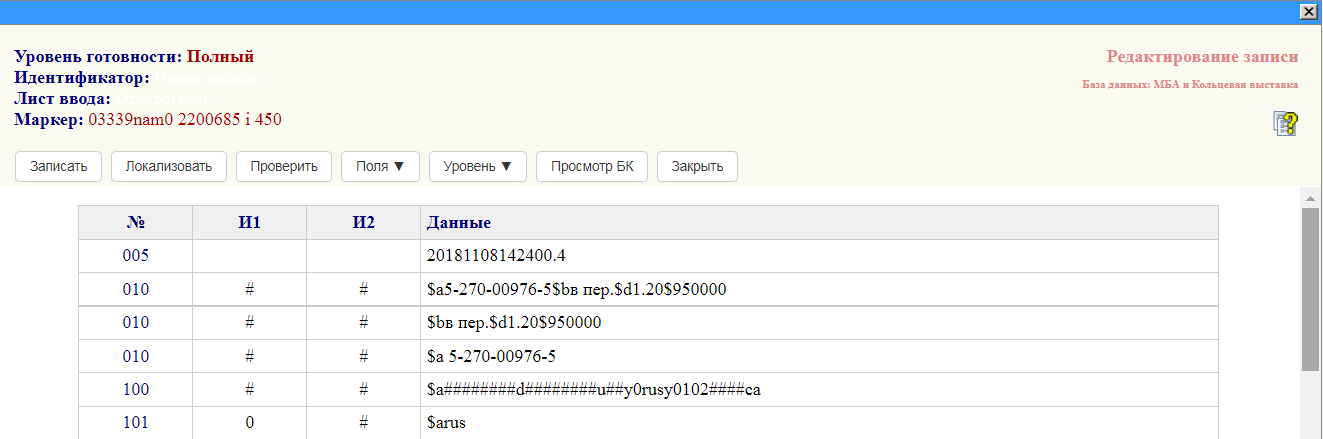 Уровень готовности: Полный
Редактирование записи
Идентификатор: Новая запись
База данных: МБА и Кольцевая выставка
Лист ввода: Отсутствует
Маркер: 03339nam0 2200685 i 450
Записать Локализовать Проверить Поля ▼ Уровень ▼ Просмотр БК Закрыть
№ И1 И2 Данные
005 20181108142400.4
010 # # $a5-270-00976-5$bв пер.$d1.20$950000
010 # # $bв пер.$d1.20$950000
010 # # $a 5-270-00976-5
100 # # $a########d########u##y0rusy0102####ca
101 0 # $arus